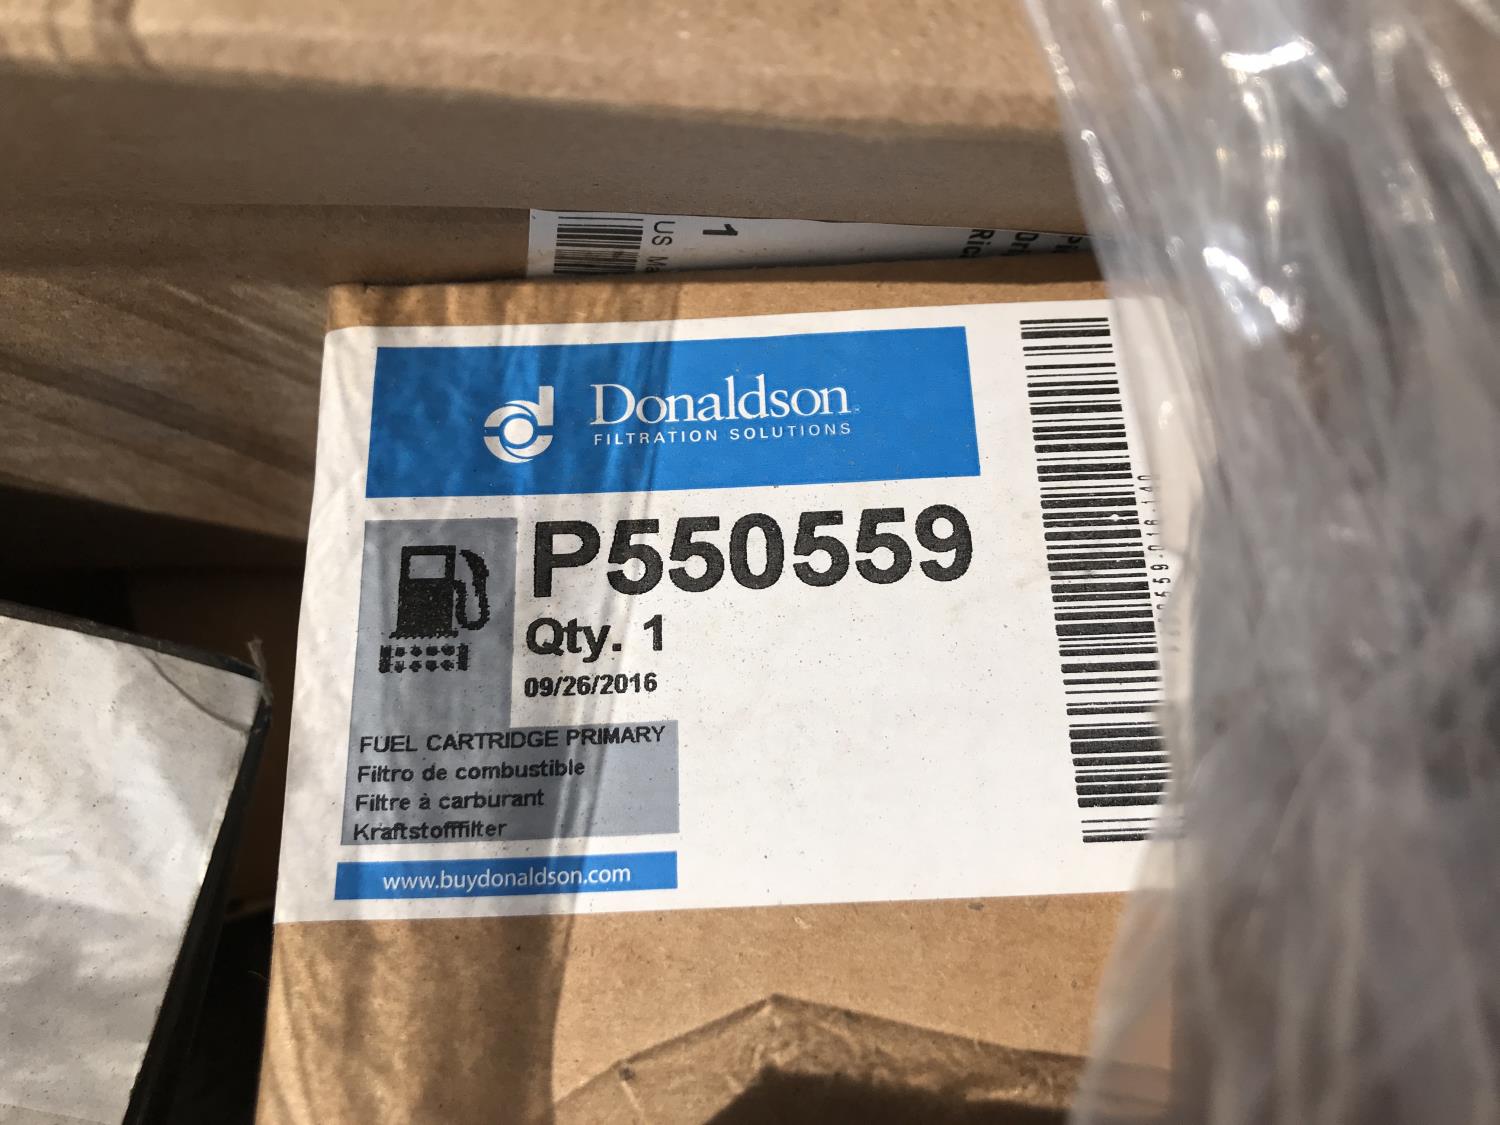 US
1
Donaldson
FILTRATION SOLUTIONS
P550559
Qty. 1
09/26/2016
FUEL CARTRIDGE PRIMARY
Filtro de combustible
Filtre à carburant
Kraftstofffilter
www.buydonaldson.com